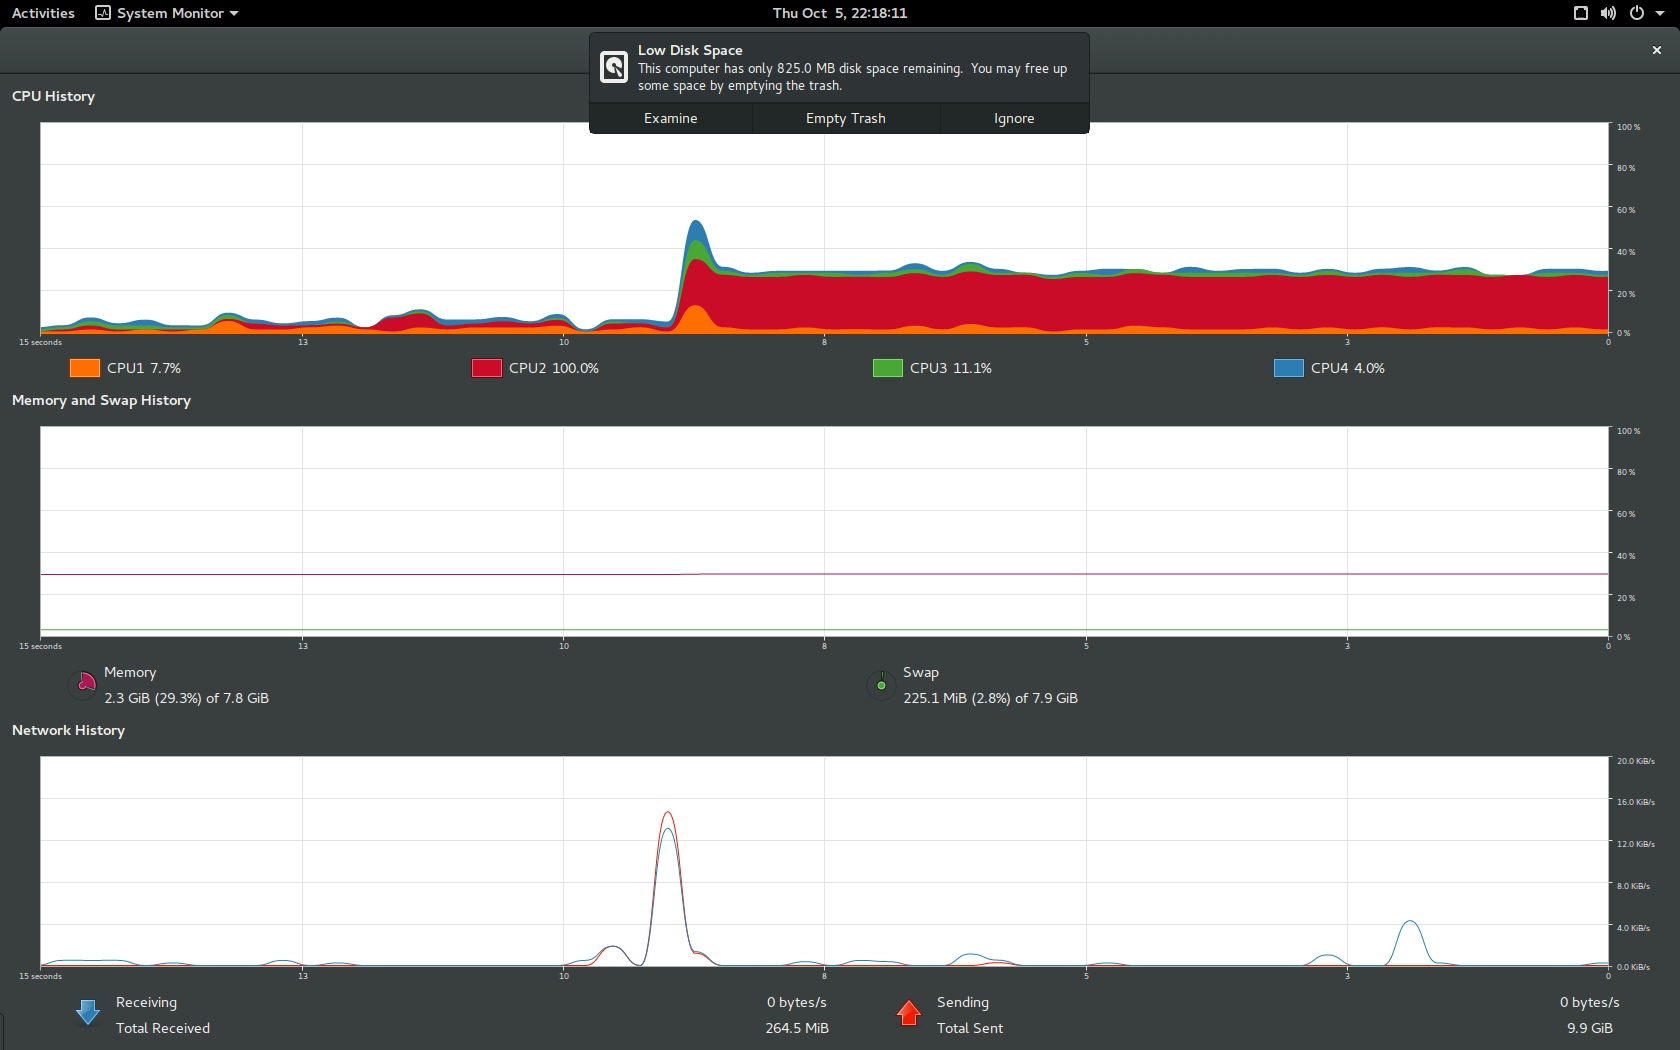 Activities System Monitor Thu Oct 5, 22:18:11
Low Disk Space
This computer has only 825.0 MB disk space remaining. You may free up
some space by emptying the trash.
Examine Empty Trash Ignore
CPU History
100 %
80 %
60 %
40 %
20 %
0 %
15 seconds 13 10 8 5 3 0
CPU1 7.7% CPU2 100.0% CPU3 11.1% CPU4 4.0%
Memory and Swap History
100 %
80 %
60 %
40 %
20 %
0 %
15 seconds 13 10 8 5 3 0
Memory Swap
2.3 GiB (29.3%) of 7.8 GiB 225.1 MiB (2.8%) of 7.9 GiB
Network History
20.0 KiB/s
16.0 KiB/s
12.0 KiB/s
8.0 KiB/s
4.0 KiB/s
0.0 KiB/s
15 seconds 13 10 8 5 3 0
Receiving 0 bytes/s Sending 0 bytes/s
Total Received 264.5 MiB Total Sent 9.9 GiB